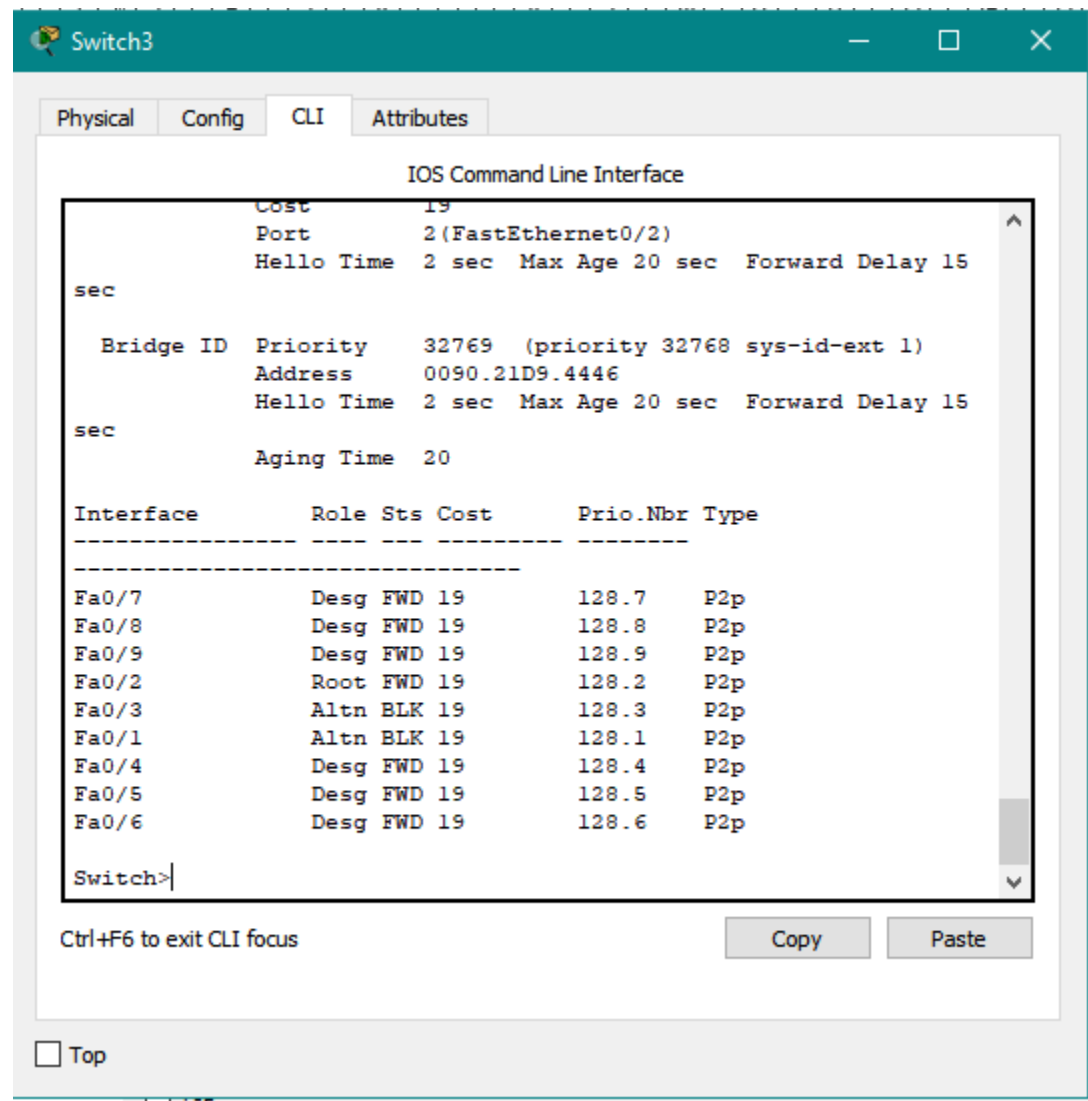 Switch3
Physical Config CLI Attributes
IOS Command Line Interface
Cost 19
Port 2(FastEthernet0/2)
Hello Time 2 sec Max Age 20 sec Forward Delay 15
sec
Bridge ID Priority 32769 (priority 32768 sys-id-ext 1)
Address 0090.21D9.4446
Hello Time 2 sec Max Age 20 sec Forward Delay 15
sec
Aging Time 20
Interface Role Sts Cost Prio.Nbr Type
---------------- ---- --- --------- --------
--------------------------------
Fa0/7 Desg FWD 19 128.7 P2p
Fa0/8 Desg FWD 19 128.8 P2p
Fa0/9 Desg FWD 19 128.9 P2p
Fa0/2 Root FWD 19 128.2 P2p
Fa0/3 Altn BLK 19 128.3 P2p
Fa0/1 Altn BLK 19 128.1 P2p
Fa0/4 Desg FWD 19 128.4 P2p
Fa0/5 Desg FWD 19 128.5 P2p
Fa0/6 Desg FWD 19 128.6 P2p
Switch>
Ctrl+F6 to exit CLI focus
Copy Paste
Top